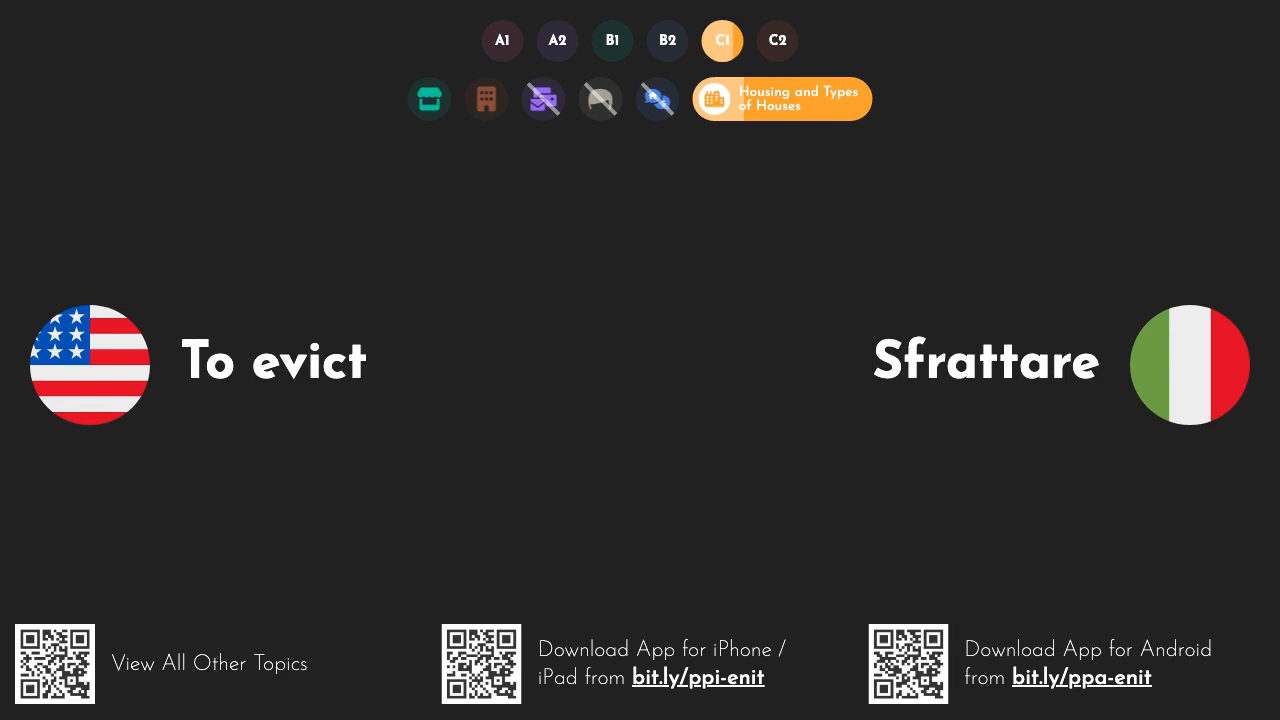 A1 A2 B1 B2 C1 C2
Housing and Types
of Houses
To evict
Sfrattare
View All Other Topics
Download App for iPhone /
iPad from bit.ly/ppi-enit
Download App for Android
from bit.ly/ppa-enit